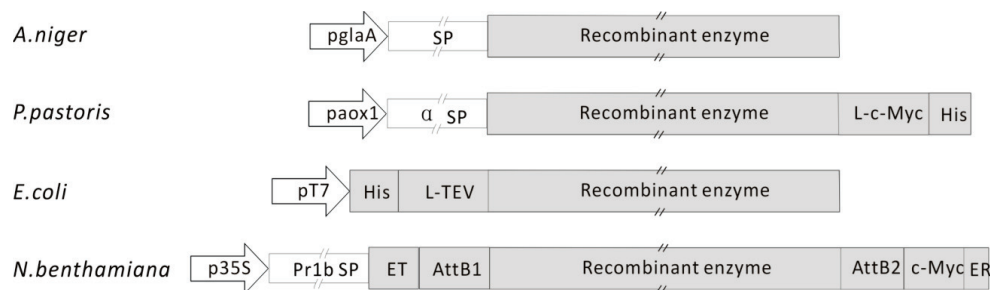 A.niger pglaA SP Recombinant enzyme
P.pastoris paox1 α SP Recombinant enzyme L-c-Myc His
E.coli pT7 His L-TEV Recombinant enzyme
N.benthamiana p35S Pr1b SP ET AttB1 Recombinant enzyme AttB2 c-Myc ER